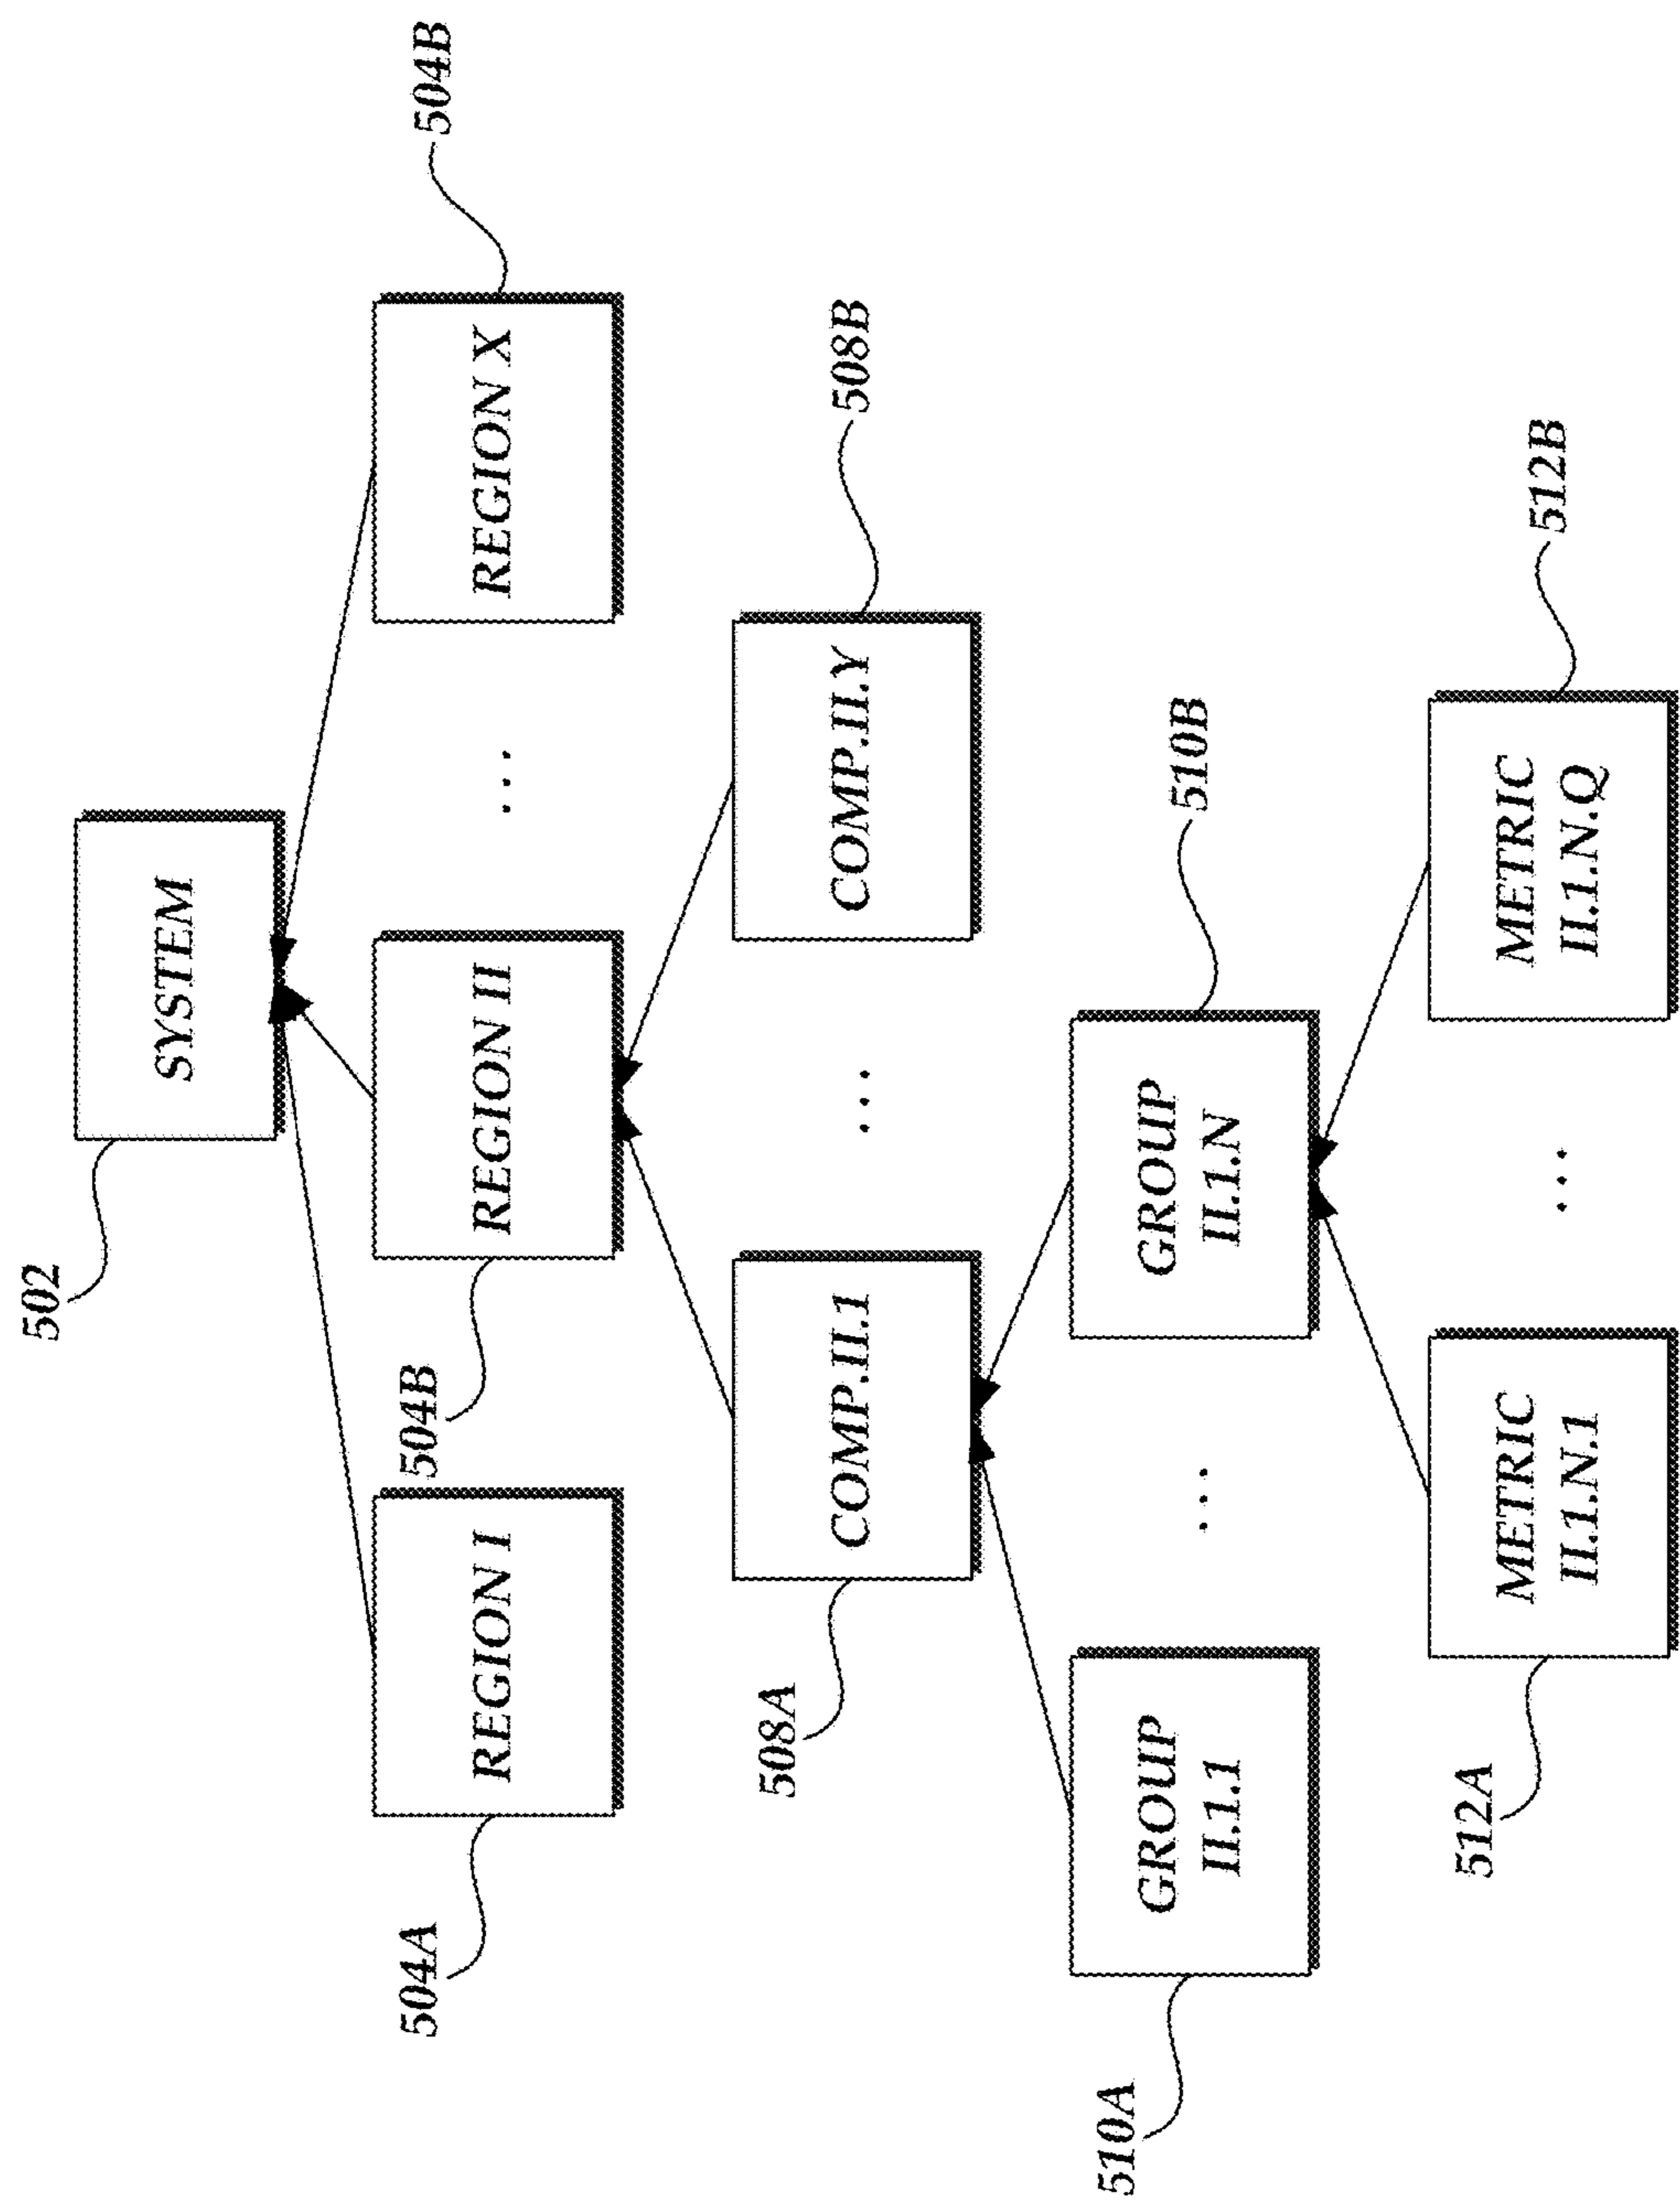 502
SYSTEM
504A
REGION I
504B
REGION II
...
REGION X
504B
508A
COMP.II.1
...
COMP.II.Y
508B
510A
GROUP
II.1.1
...
GROUP
II.1.N
510B
512A
METRIC
II.1.N.1
...
METRIC
II.1.N.Q
512B